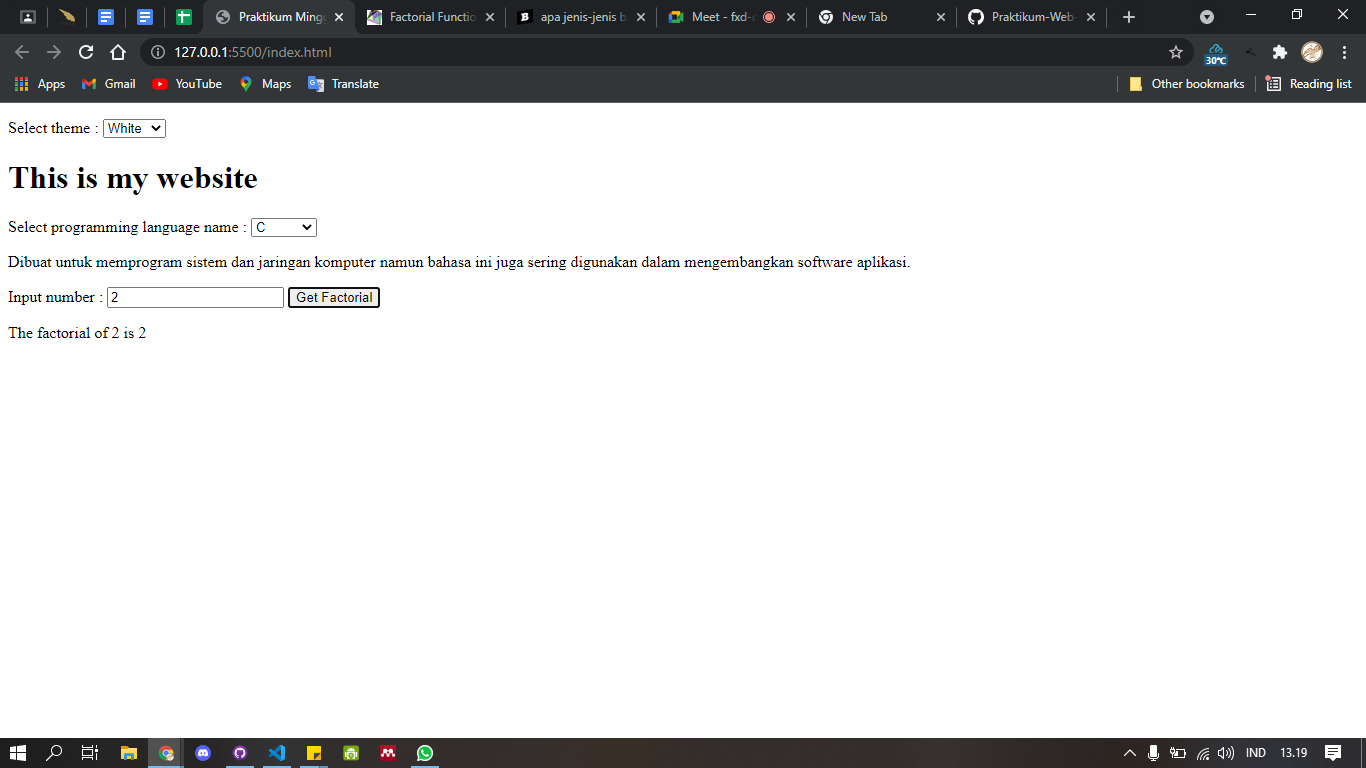 Praktikum Mingg
Factorial Functio
apa jenis-jenis b
Meet - fxd-
New Tab
Praktikum-Web-
127.0.0.1:5500/index.html
30°C
Apps
Gmail
YouTube
Maps
Translate
Other bookmarks
Reading list
Select theme : White
This is my website
Select programming language name : C
Dibuat untuk memprogram sistem dan jaringan komputer namun bahasa ini juga sering digunakan dalam mengembangkan software aplikasi.
Input number : 2 Get Factorial
The factorial of 2 is 2
IND
13.19